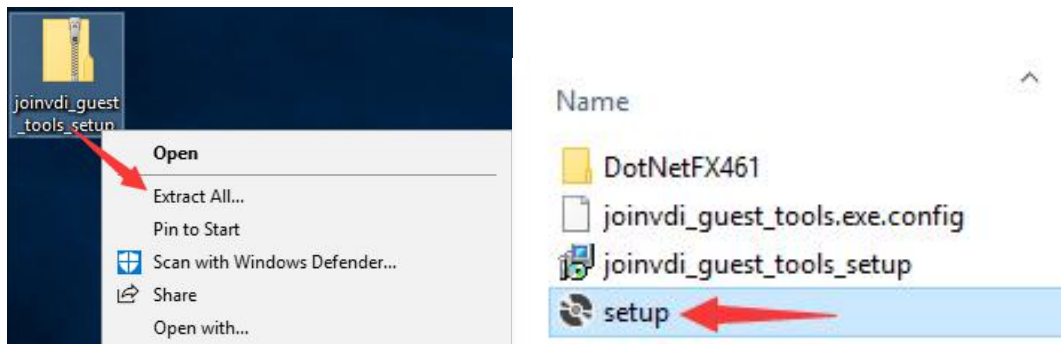 joinvdi_guest
_tools_setup
Open
Extract All...
Pin to Start
Scan with Windows Defender...
Share
Open with...
Name
DotNetFX461
joinvdi_guest_tools.exe.config
joinvdi_guest_tools_setup
setup